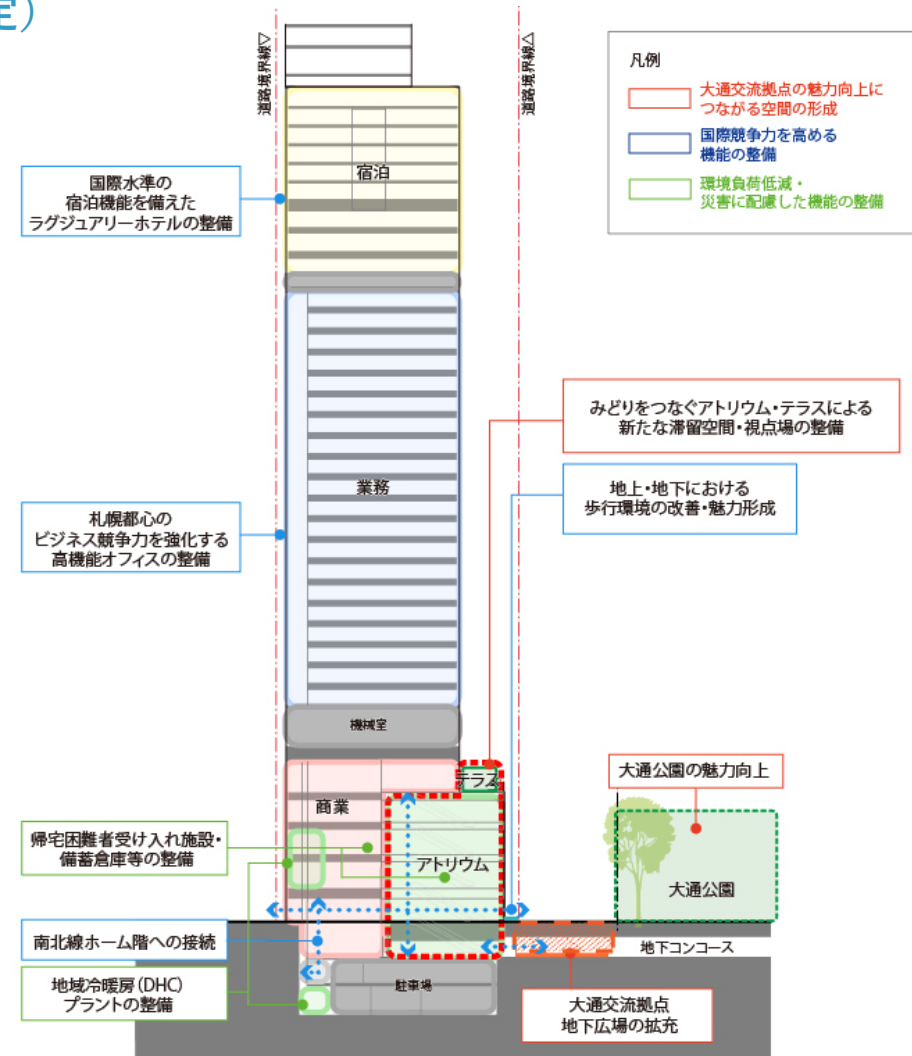 定）
道路境界線▽
道路境界線△
凡例
大通交流拠点の魅力向上に
つながる空間の形成
国際競争力を高める
機能の整備
環境負荷低減・
災害に配慮した機能の整備
宿泊
国際水準の
宿泊機能を備えた
ラグジュアリーホテルの整備
みどりをつなぐアトリウム・テラスによる
新たな滞留空間・視点場の整備
業務
地上・地下における
歩行環境の改善・魅力形成
札幌都心の
ビジネス競争力を強化する
高機能オフィスの整備
機械室
テラス
大通公園の魅力向上
商業
帰宅困難者受け入れ施設・
備蓄倉庫等の整備
アトリウム
大通公園
南北線ホーム階への接続
地下コンコース
地域冷暖房（DHC）
プラントの整備
駐車場
大通交流拠点
地下広場の拡充